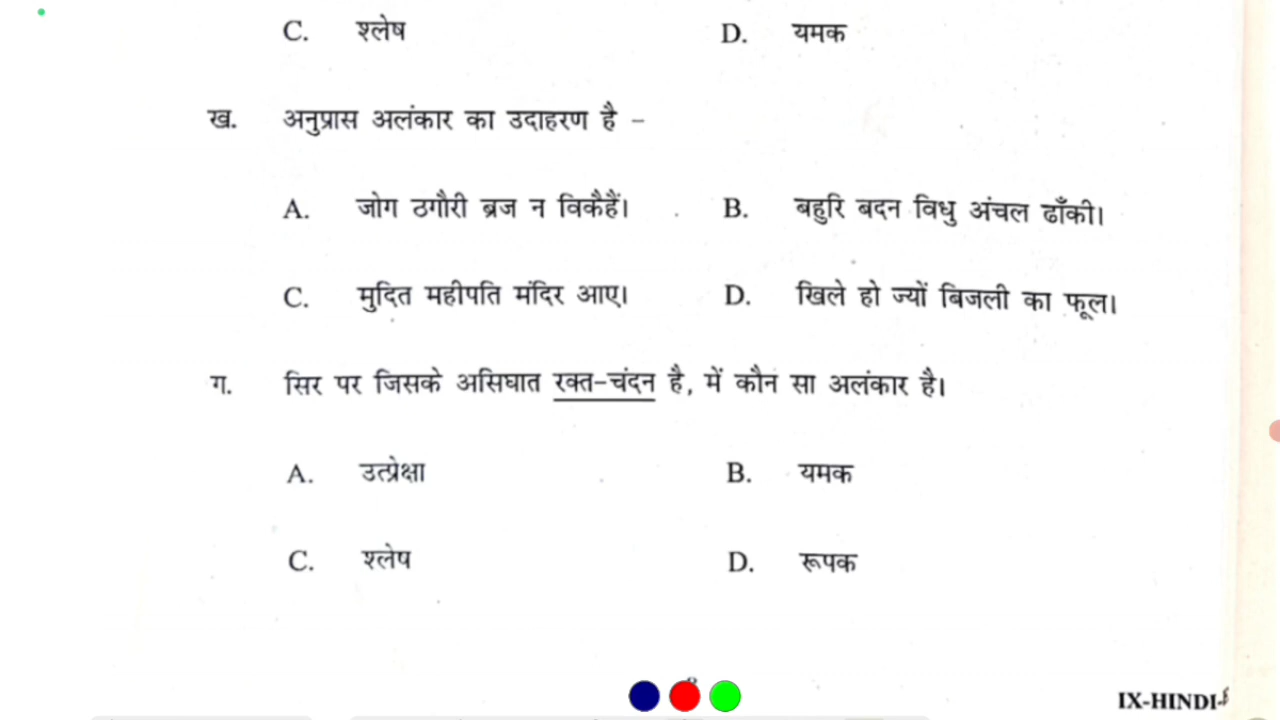 C. श्लेष D. यमक
ख. अनुप्रास अलंकार का उदाहरण है –
A. जोग ठगौरी ब्रज न विकैहैं। B. बहुरि बदन विधु अंचल ढाँकी।
C. मुदित महीपति मंदिर आए। D. खिले हो ज्यों बिजली का फूल।
ग. सिर पर जिसके असिघात रक्त-चंदन है, में कौन सा अलंकार है।
A. उत्प्रेक्षा B. यमक
C. श्लेष D. रूपक
IX-HINDI-